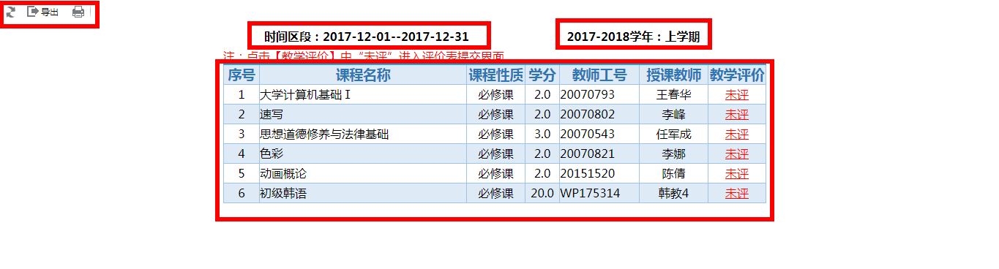 导出
时间区段：2017-12-01--2017-12-31 2017-2018学年：上学期
注：点击【教学评价】中“未评”进入评价表提交界面
序号 课程名称 课程性质 学分 教师工号 授课教师 教学评价
1 大学计算机基础Ⅰ 必修课 2.0 20070793 王春华 未评
2 速写 必修课 2.0 20070802 李峰 未评
3 思想道德修养与法律基础 必修课 3.0 20070543 任军成 未评
4 色彩 必修课 2.0 20070821 李娜 未评
5 动画概论 必修课 2.0 20151520 陈倩 未评
6 初级韩语 必修课 20.0 WP175314 韩教4 未评